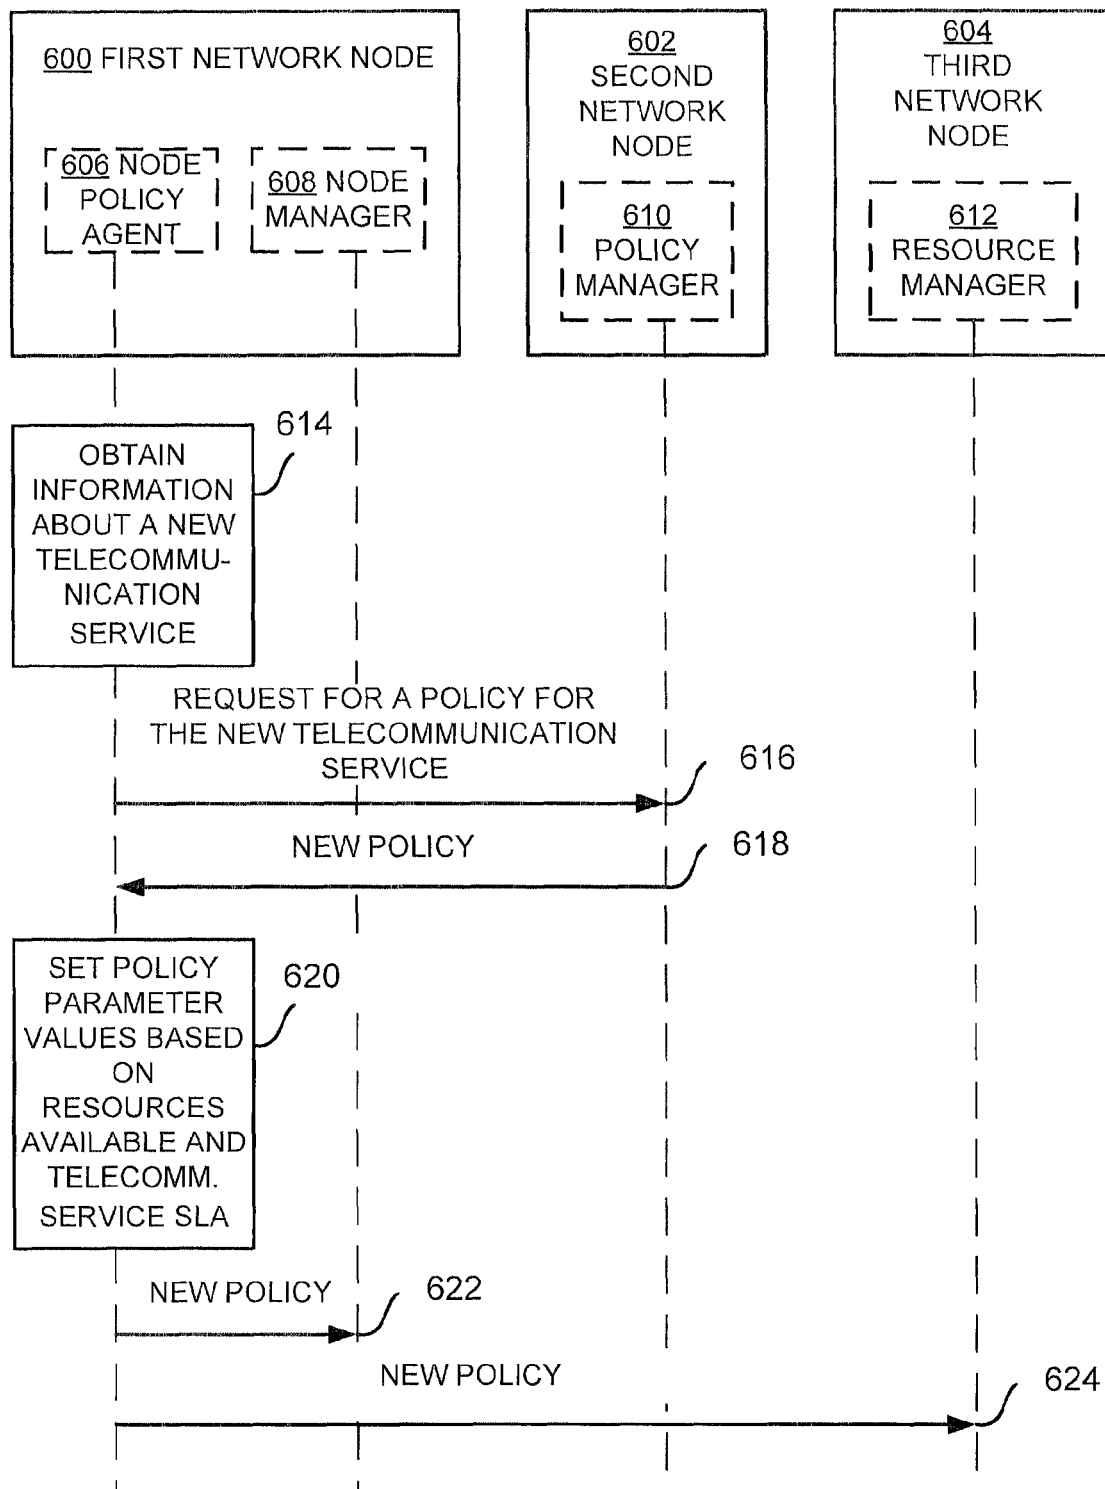 600 FIRST NETWORK NODE
606 NODE
POLICY
AGENT
608 NODE
MANAGER
602
SECOND
NETWORK
NODE
610
POLICY
MANAGER
604
THIRD
NETWORK
NODE
612
RESOURCE
MANAGER
614
OBTAIN
INFORMATION
ABOUT A NEW
TELECOMMU-
NICATION
SERVICE
REQUEST FOR A POLICY FOR
THE NEW TELECOMMUNICATION
SERVICE
616
NEW POLICY
618
SET POLICY
PARAMETER
VALUES BASED
ON
RESOURCES
AVAILABLE AND
TELECOMM.
SERVICE SLA
620
NEW POLICY
622
NEW POLICY
624